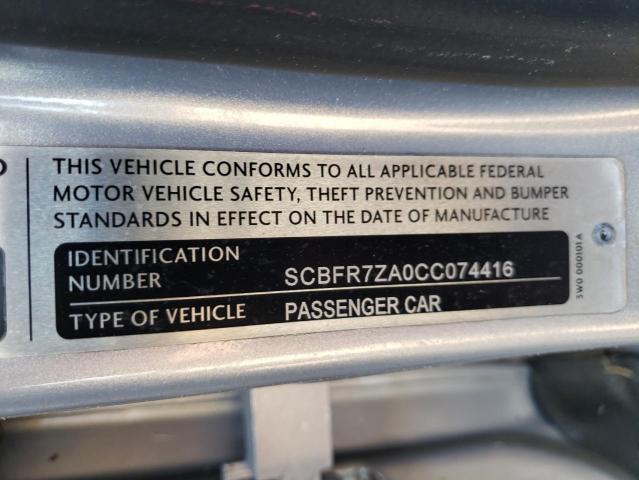 THIS VEHICLE CONFORMS TO ALL APPLICABLE FEDERAL
MOTOR VEHICLE SAFETY, THEFT PREVENTION AND BUMPER
STANDARDS IN EFFECT ON THE DATE OF MANUFACTURE
IDENTIFICATION
NUMBER SCBFR7ZA0CC074416
TYPE OF VEHICLE PASSENGER CAR
3W0 000101A